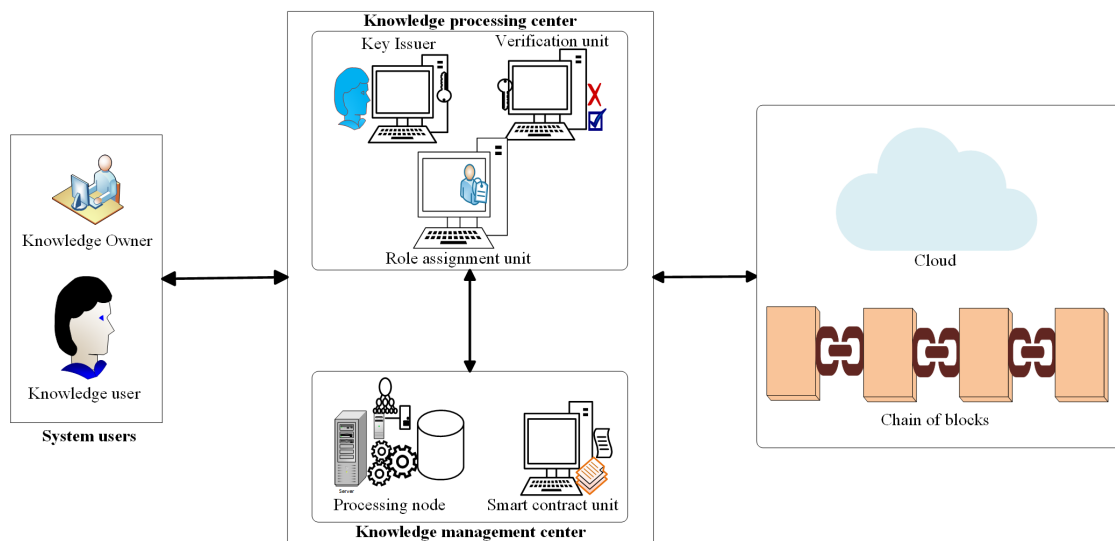 Knowledge processing center
Key Issuer
Verification unit
Role assignment unit
Knowledge Owner
Knowledge user
System users
Server
Processing node
Smart contract unit
Knowledge management center
Cloud
Chain of blocks